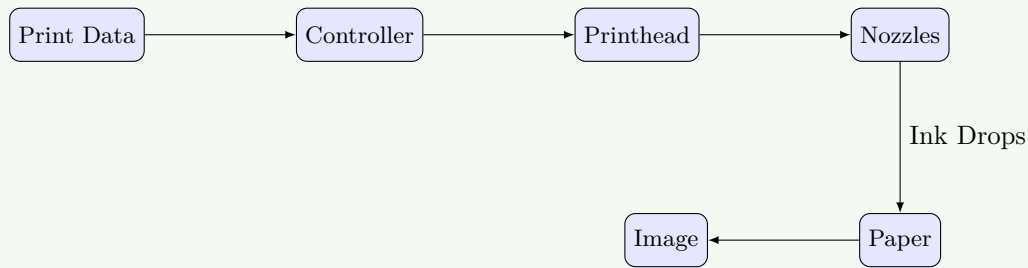 Print Data
Controller
Printhead
Nozzles
Ink Drops
Image
Paper